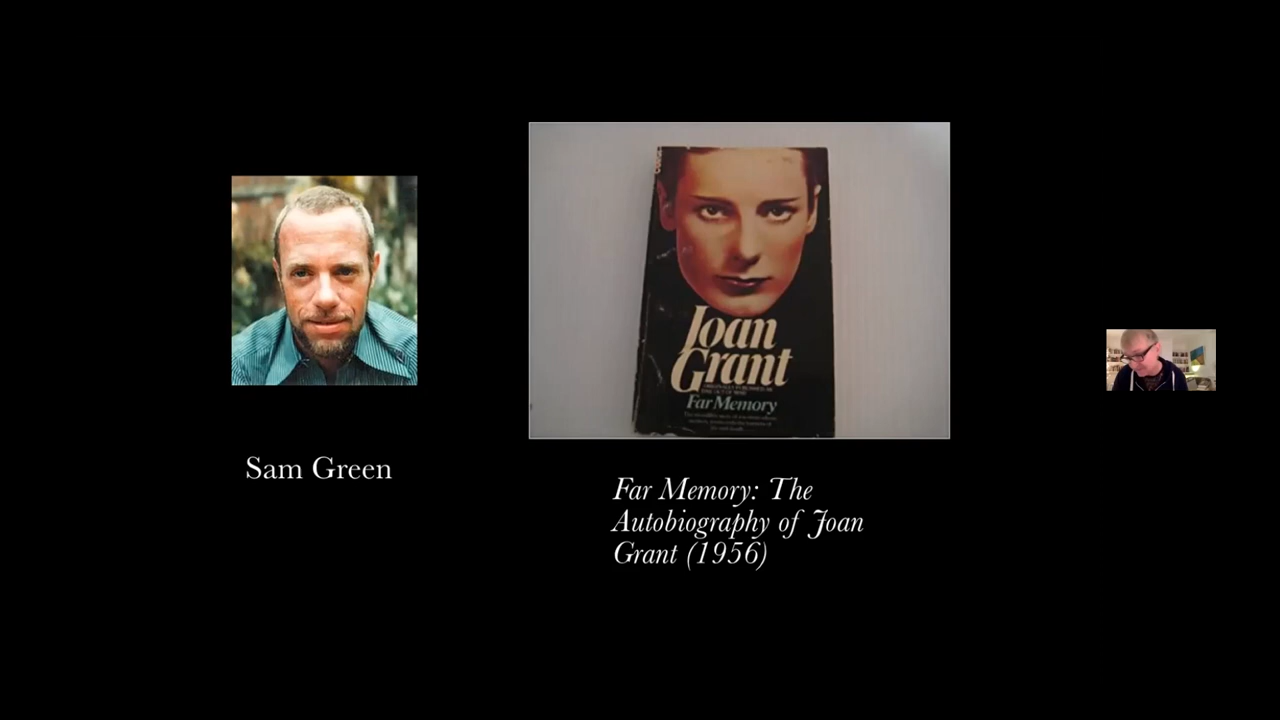 Sam Green
Joan
Grant
Far Memory
Far Memory: The
Autobiography of Joan
Grant (1956)